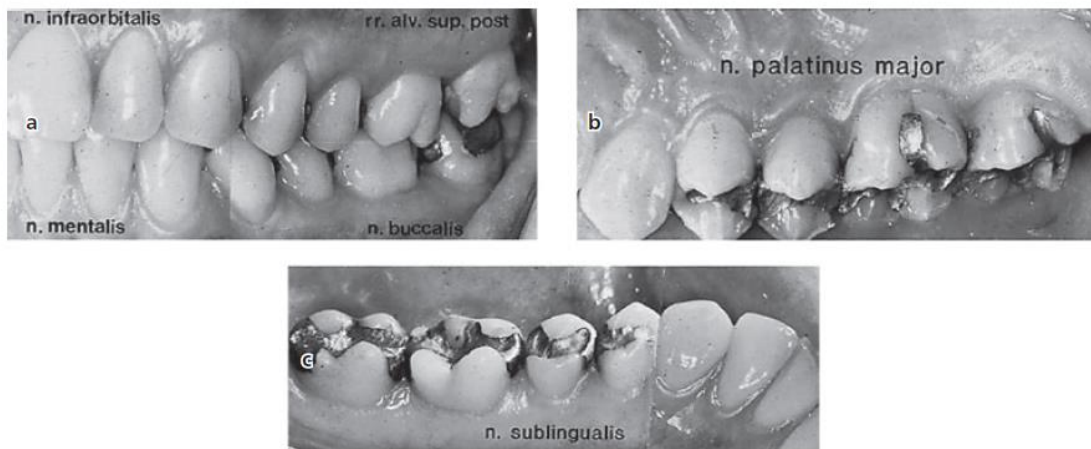 n. infraorbitalis
rr. alv. sup. post
a
n. mentalis
n. buccalis
n. palatinus major
b
c
n. sublingualis